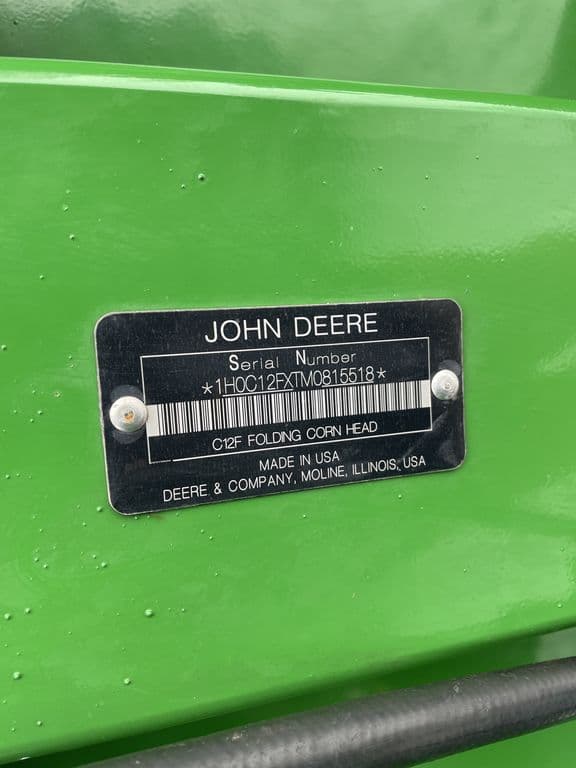 JOHN DEERE
Serial Number
*1H0C12FXTM0815518*
C12F FOLDING CORN HEAD
MADE IN USA
DEERE & COMPANY, MOLINE, ILLINOIS, USA